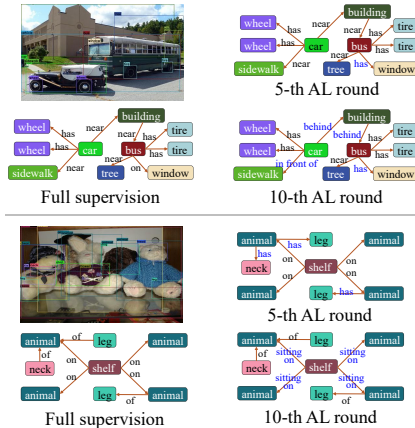 building
wheel
near
near
has
tire
wheel
has
car
bus
has
has
tire
near
near
has
sidewalk
tree
window
5-th AL round
building
wheel
has
near
near
has
tire
wheel
has
car
bus
has
tire
near
near
on
sidewalk
tree
window
Full supervision
building
wheel
has
behind
behind
has
tire
wheel
has
car
bus
has
tire
in front of
near
has
sidewalk
tree
window
10-th AL round
animal
leg
animal
has
has
on
neck
shelf
on
on
has
animal
leg
animal
5-th AL round
animal
of
leg
animal
of
on
on
neck
shelf
on
on
animal
leg
of
animal
Full supervision
animal
of
leg
animal
of
sitting
on
sitting
on
neck
shelf
sitting
on
sitting
on
animal
leg
of
animal
10-th AL round